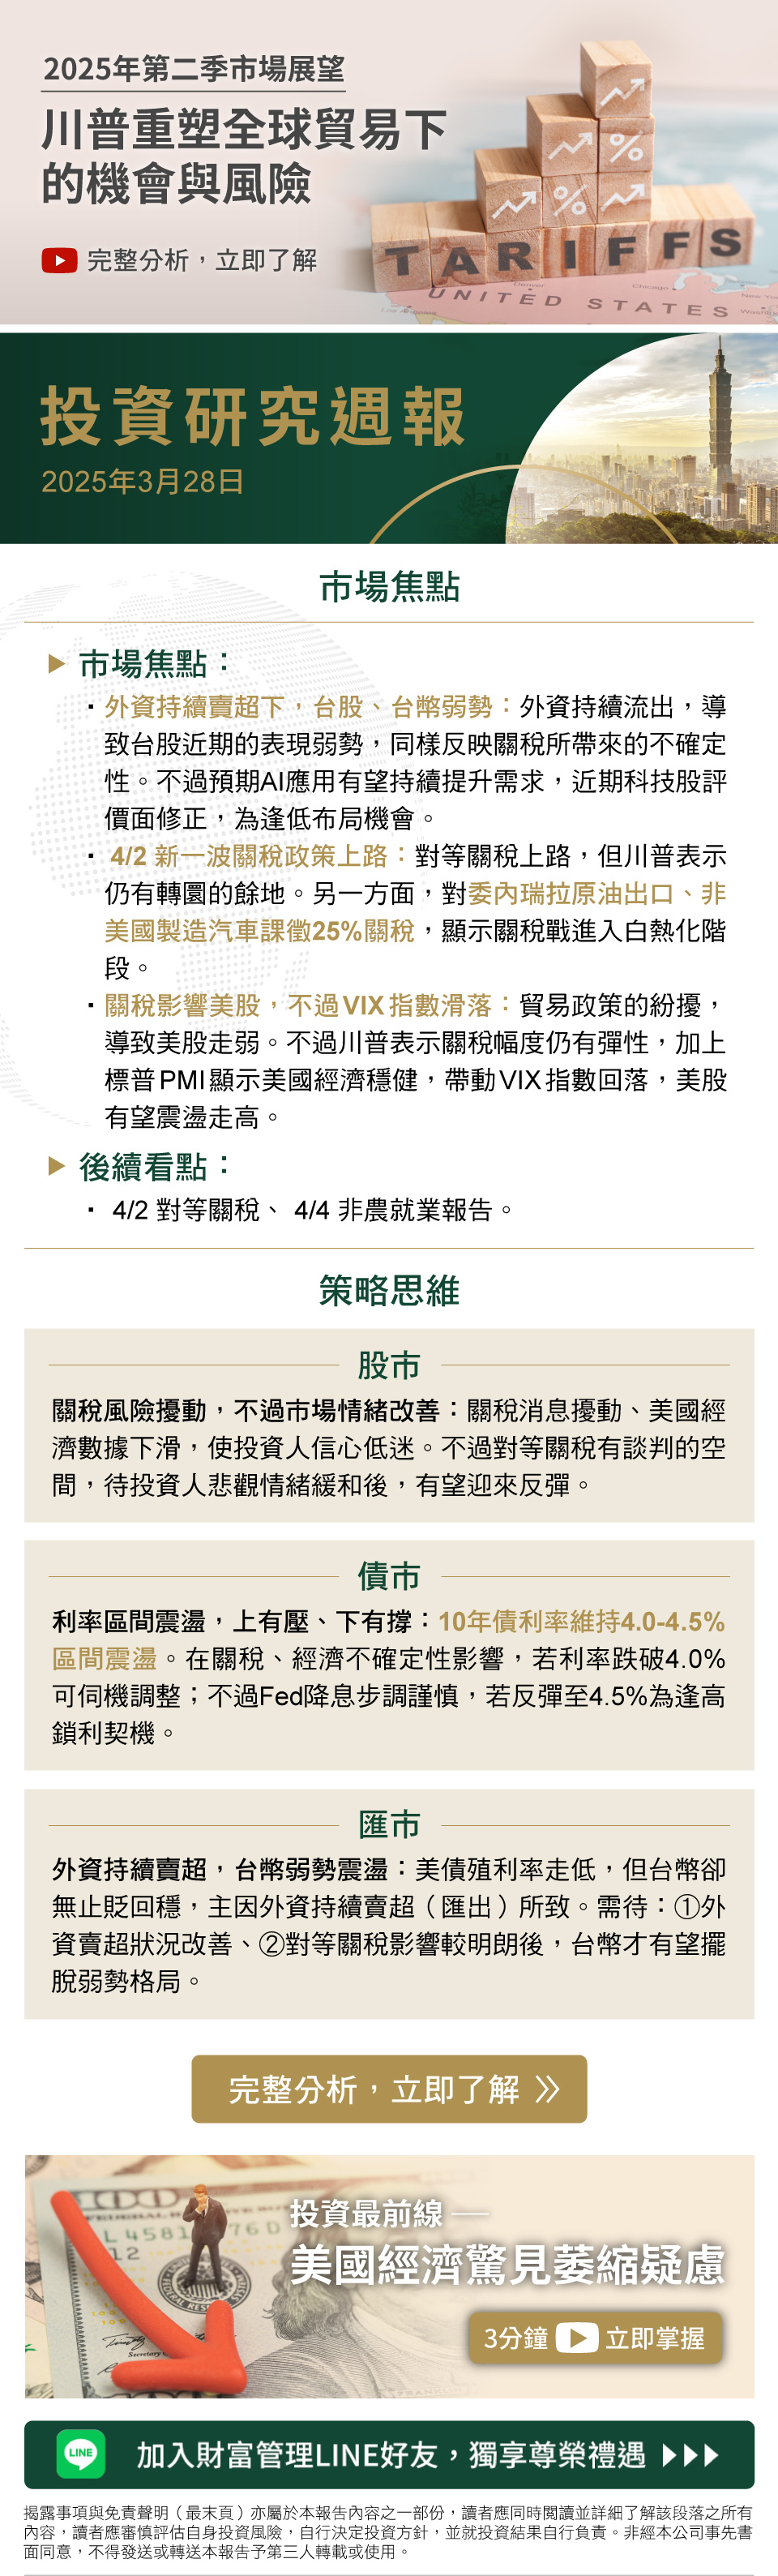 2025年第二季市場展望
川普重塑全球貿易下
的機會與風險
完整分析，立即了解
TARIFFS
UNITED STATES
投資研究週報
2025年3月28日
市場焦點
市場焦點：
· 外資持續賣超下，台股、台幣弱勢：外資持續流出，導
致台股近期的表現弱勢，同樣反映關稅所帶來的不確定
性。不過預期AI應用有望持續提升需求，近期科技股評
價面修正，為逢低布局機會。
· 4/2 新一波關稅政策上路：對等關稅上路，但川普表示
仍有轉圜的餘地。另一方面，對委內瑞拉原油出口、非
美國製造汽車課徵25%關稅，顯示關稅戰進入白熱化階
段。
· 關稅影響美股，不過VIX指數滑落：貿易政策的紛擾，
導致美股走弱。不過川普表示關稅幅度仍有彈性，加上
標普PMI顯示美國經濟穩健，帶動VIX指數回落，美股
有望震盪走高。
後續看點：
· 4/2 對等關稅、 4/4 非農就業報告。
策略思維
股市
關稅風險擾動，不過市場情緒改善：關稅消息擾動、美國經
濟數據下滑，使投資人信心低迷。不過對等關稅有談判的空
間，待投資人悲觀情緒緩和後，有望迎來反彈。
債市
利率區間震盪，上有壓、下有撐：10年債利率維持4.0-4.5%
區間震盪。在關稅、經濟不確定性影響，若利率跌破4.0%
可伺機調整；不過Fed降息步調謹慎，若反彈至4.5%為逢高
鎖利契機。
匯市
外資持續賣超，台幣弱勢震盪：美債殖利率走低，但台幣卻
無止貶回穩，主因外資持續賣超（匯出）所致。需待：①外
資賣超狀況改善、②對等關稅影響較明朗後，台幣才有望擺
脫弱勢格局。
完整分析，立即了解
投資最前線
美國經濟驚見萎縮疑慮
3分鐘 立即掌握
LINE
加入財富管理LINE好友，獨享尊榮禮遇
揭露事項與免責聲明（最末頁）亦屬於本報告內容之一部份，讀者應同時閱讀並詳細了解該段落之所有
內容，讀者應審慎評估自身投資風險，自行決定投資方針，並就投資結果自行負責。非經本公司事先書
面同意，不得發送或轉送本報告予第三人轉載或使用。